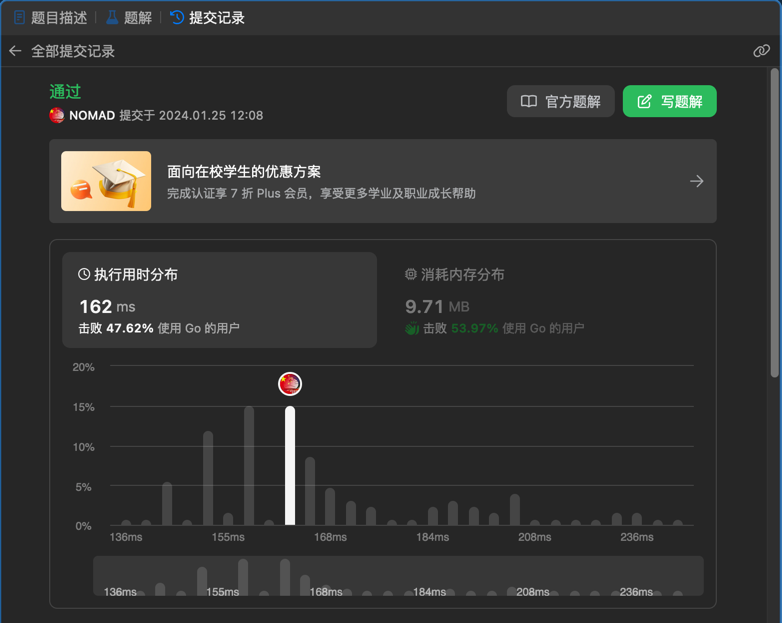 题目描述 题解 提交记录
全部提交记录
通过
NOMAD 提交于 2024.01.25 12:08
官方题解 写题解
面向在校学生的优惠方案
完成认证享 7 折 Plus 会员，享受更多学业及职业成长帮助
执行用时分布 消耗内存分布
162 ms 9.71 MB
击败 47.62% 使用 Go 的用户 击败 53.97% 使用 Go 的用户
20%
15%
10%
5%
0%
136ms 155ms 168ms 184ms 208ms 236ms
136ms 155ms 168ms 184ms 208ms 236ms